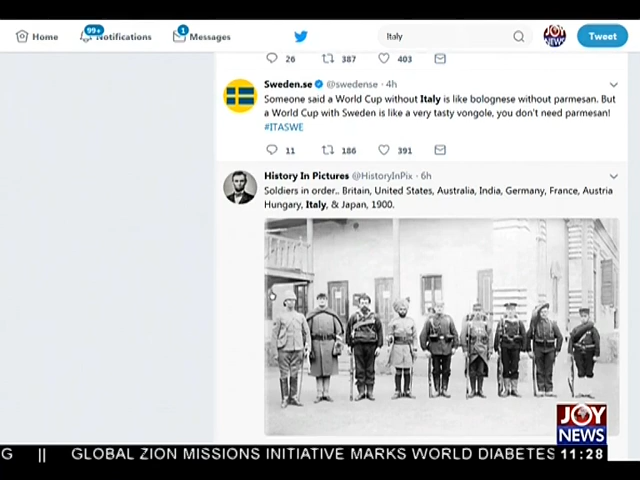 Home
99+
Notifications
1
Messages
Italy
JOY NEWS
Tweet
26 387 403
Sweden.se @swedense · 4h
Someone said a World Cup without Italy is like bolognese without parmesan. But
a World Cup with Sweden is like a very tasty vongole, you don't need parmesan!
#ITASWE
11 186 391
History In Pictures @HistoryInPix · 6h
Soldiers in order.. Britain, United States, Australia, India, Germany, France, Austria
Hungary, Italy, & Japan, 1900.
JOY
NEWS
G || GLOBAL ZION MISSIONS INITIATIVE MARKS WORLD DIABETES 11:28